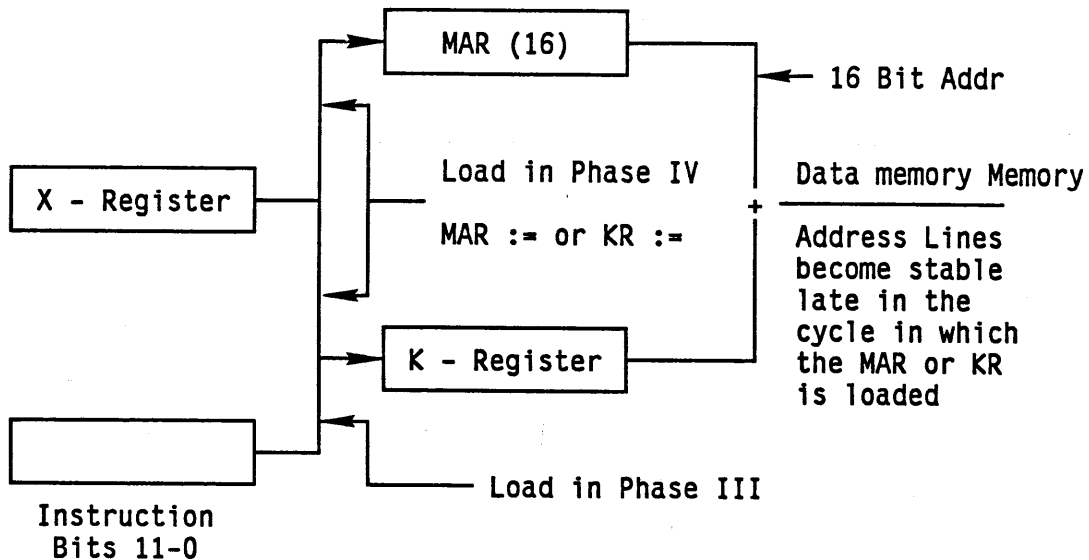 MAR (16)
16 Bit Addr
X - Register
Load in Phase IV
MAR := or KR :=
+
Data memory Memory
Address Lines
become stable
late in the
cycle in which
the MAR or KR
is loaded
K - Register
Load in Phase III
Instruction
Bits 11-0